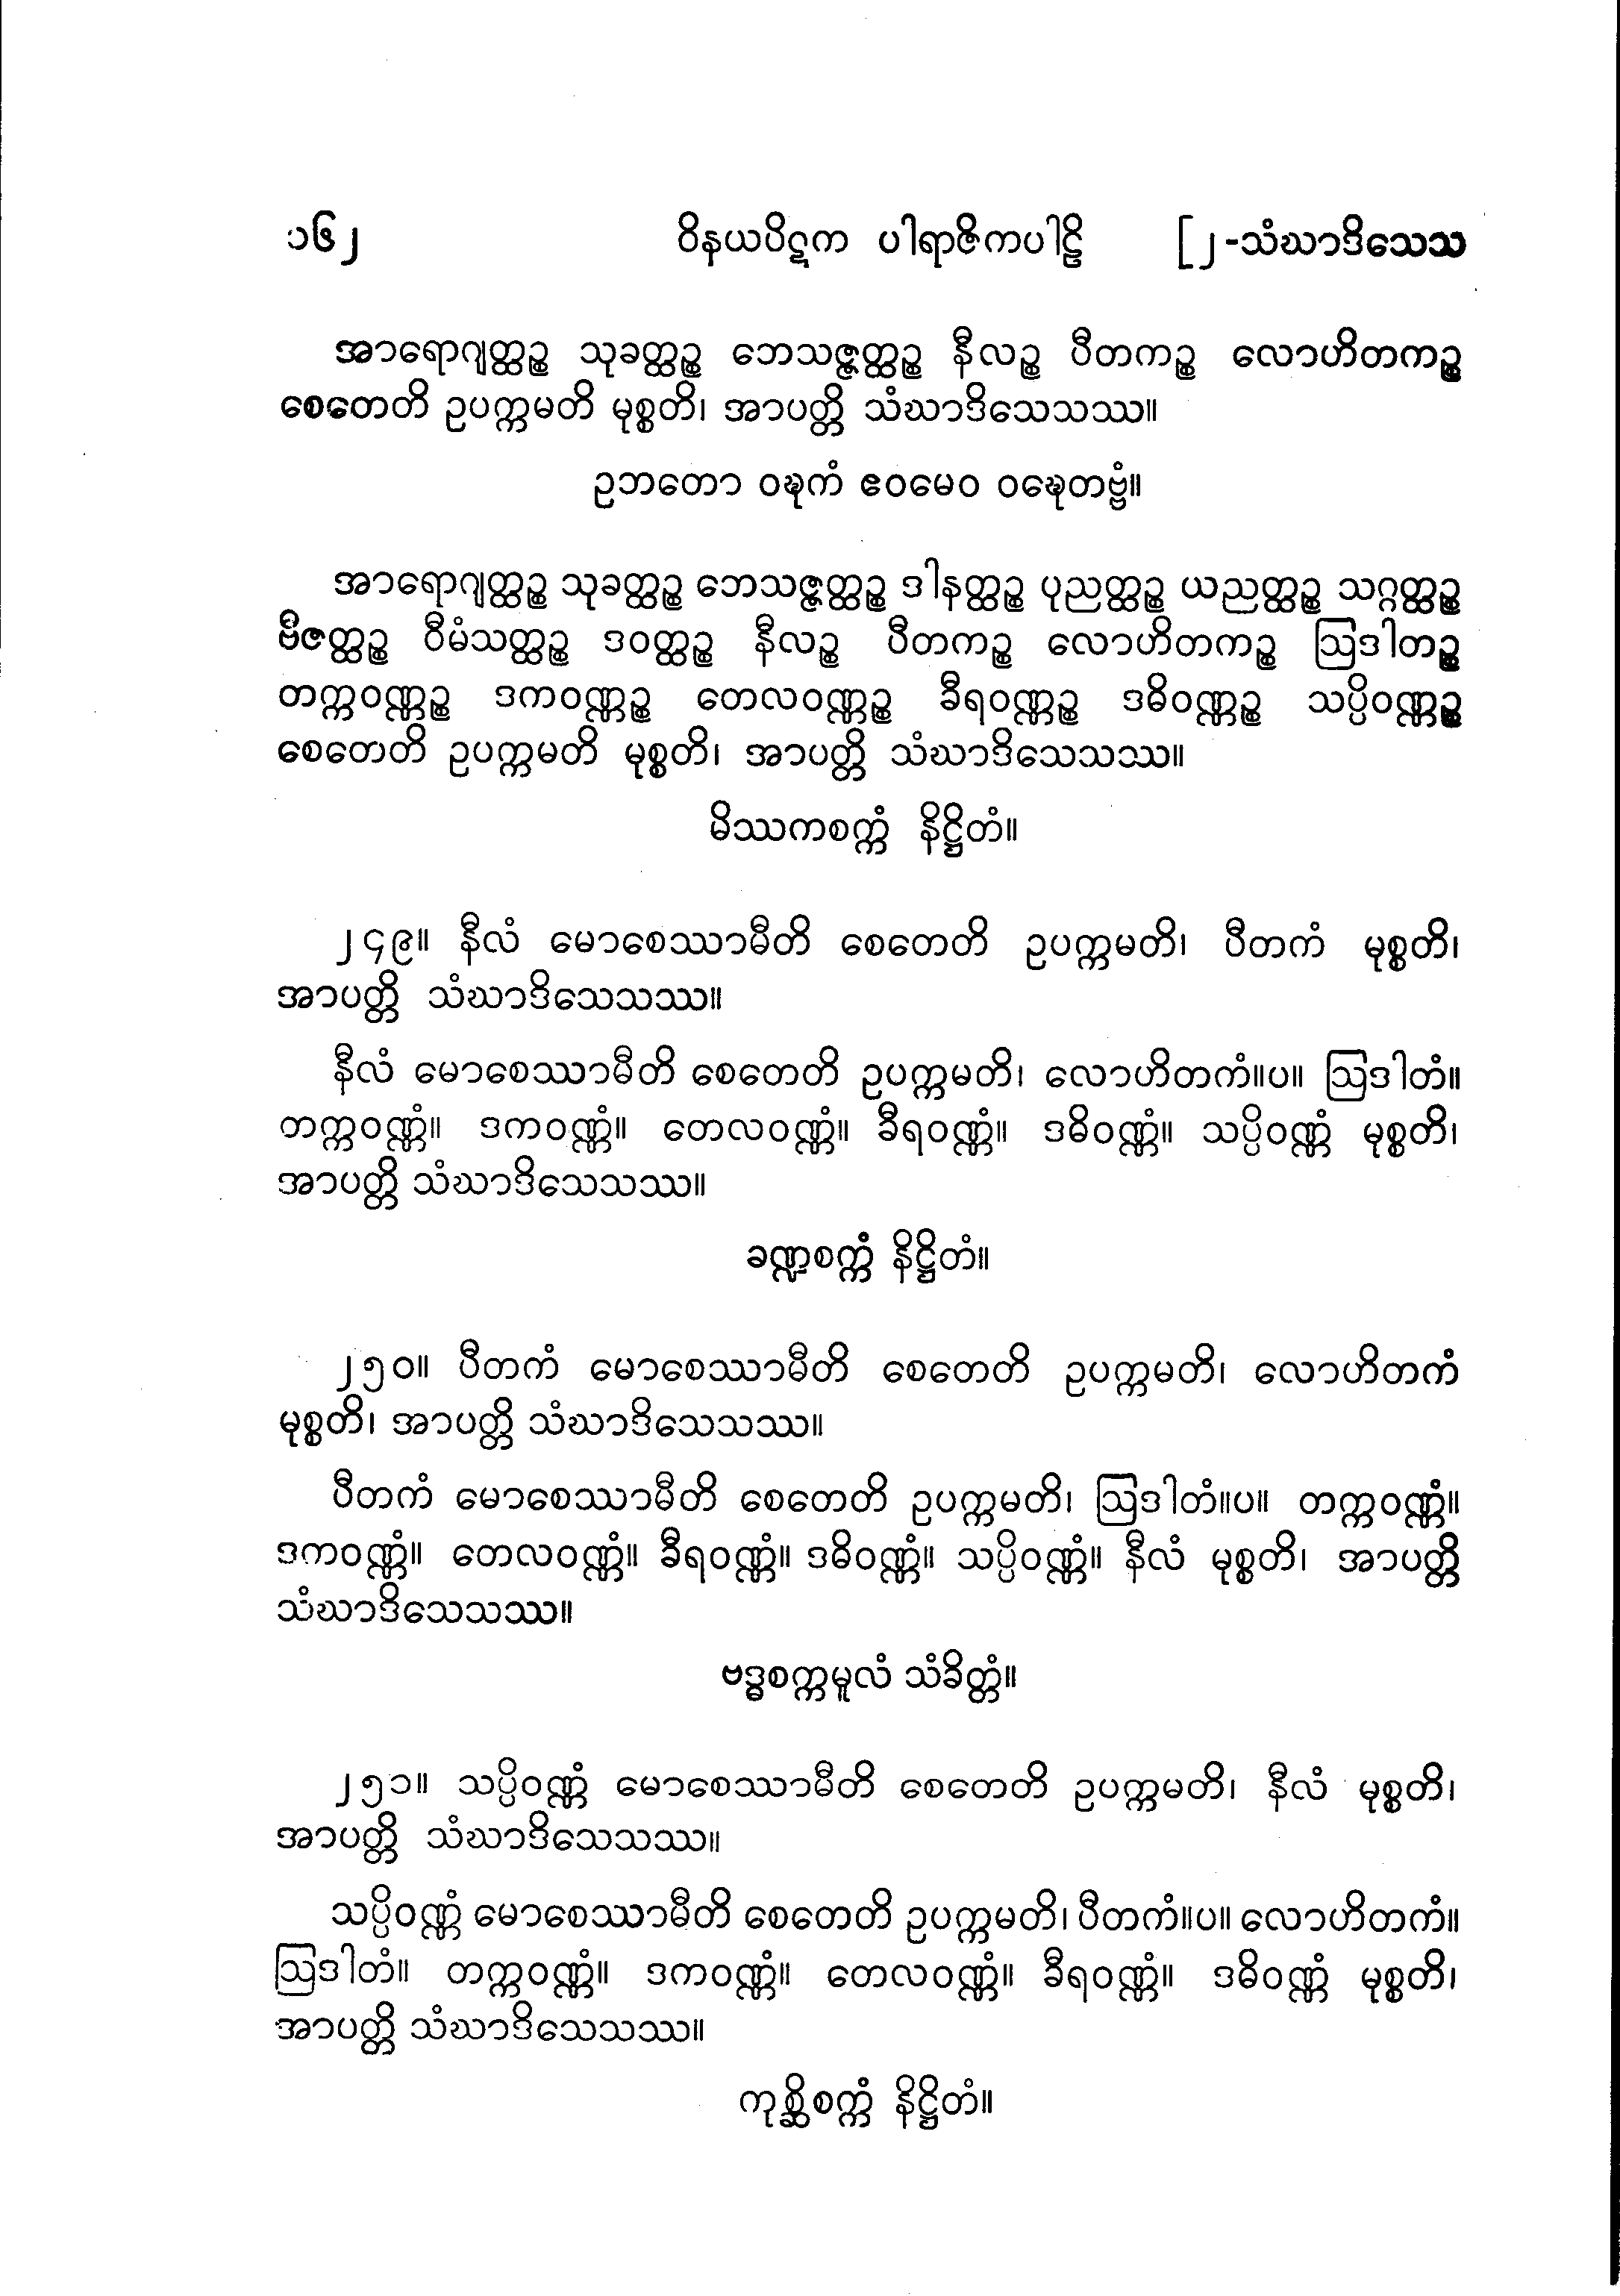 ၁၆၂ ဝိနယပိဋက ပါရာဇိကပါဠိ [၂-သံဃာဒိသေသ
အာရောဂျတ္ထဉ္စ သုခတ္ထဉ္စ ဘေသဇ္ဇတ္ထဉ္စ နီလဉ္စ ပီတကဉ္စ လောဟိတကဉ္စ
စေတေတိ ဥပက္ကမတိ မုစ္စတိ၊ အာပတ္တိ သံဃာဒိသေသဿ။
ဥဘတော ဝဍ္ဎကံ ဧဝမေဝ ဝဍ္ဎေတဗ္ဗံ။
အာရောဂျတ္ထဉ္စ သုခတ္ထဉ္စ ဘေသဇ္ဇတ္ထဉ္စ ဒါနတ္ထဉ္စ ပုညတ္ထဉ္စ ယညတ္ထဉ္စ သဂ္ဂတ္ထဉ္စ
ဗီဇတ္ထဉ္စ ဝီမံသတ္ထဉ္စ ဒဝတ္ထဉ္စ နီလဉ္စ ပီတကဉ္စ လောဟိတကဉ္စ ဩဒါတဉ္စ
တက္ကဝဏ္ဏဉ္စ ဒကဝဏ္ဏဉ္စ တေလဝဏ္ဏဉ္စ ခီရဝဏ္ဏဉ္စ ဒဓိဝဏ္ဏဉ္စ သပ္ပိဝဏ္ဏဉ္စ
စေတေတိ ဥပက္ကမတိ မုစ္စတိ၊ အာပတ္တိ သံဃာဒိသေသဿ။
မိဿကစက္ကံ နိဋ္ဌိတံ။
၂၄၉။ နီလံ မောစေဿာမီတိ စေတေတိ ဥပက္ကမတိ၊ ပီတကံ မုစ္စတိ၊
အာပတ္တိ သံဃာဒိသေသဿ။
နီလံ မောစေဿာမီတိ စေတေတိ ဥပက္ကမတိ၊ လောဟိတကံ။ပ။ ဩဒါတံ။
တက္ကဝဏ္ဏံ။ ဒကဝဏ္ဏံ။ တေလဝဏ္ဏံ။ ခီရဝဏ္ဏံ။ ဒဓိဝဏ္ဏံ။ သပ္ပိဝဏ္ဏံ မုစ္စတိ၊
အာပတ္တိ သံဃာဒိသေသဿ။
ခဏ္ဍစက္ကံ နိဋ္ဌိတံ။
၂၅၀။ ပီတကံ မောစေဿာမီတိ စေတေတိ ဥပက္ကမတိ၊ လောဟိတကံ
မုစ္စတိ၊ အာပတ္တိ သံဃာဒိသေသဿ။
ပီတကံ မောစေဿာမီတိ စေတေတိ ဥပက္ကမတိ၊ ဩဒါတံ။ပ။ တက္ကဝဏ္ဏံ။
ဒကဝဏ္ဏံ။ တေလဝဏ္ဏံ။ ခီရဝဏ္ဏံ။ ဒဓိဝဏ္ဏံ။ သပ္ပိဝဏ္ဏံ။ နီလံ မုစ္စတိ၊ အာပတ္တိ
သံဃာဒိသေသဿ။
ဗဒ္ဓစက္ကမူလံ သံခိတ္တံ။
၂၅၁။ သပ္ပိဝဏ္ဏံ မောစေဿာမီတိ စေတေတိ ဥပက္ကမတိ၊ နီလံ မုစ္စတိ၊
အာပတ္တိ သံဃာဒိသေသဿ။
သပ္ပိဝဏ္ဏံ မောစေဿာမီတိ စေတေတိ ဥပက္ကမတိ၊ ပီတကံ။ပ။ လောဟိတကံ။
ဩဒါတံ။ တက္ကဝဏ္ဏံ။ ဒကဝဏ္ဏံ။ တေလဝဏ္ဏံ။ ခီရဝဏ္ဏံ။ ဒဓိဝဏ္ဏံ မုစ္စတိ၊
အာပတ္တိ သံဃာဒိသေသဿ။
ကုစ္ဆိစက္ကံ နိဋ္ဌိတံ။